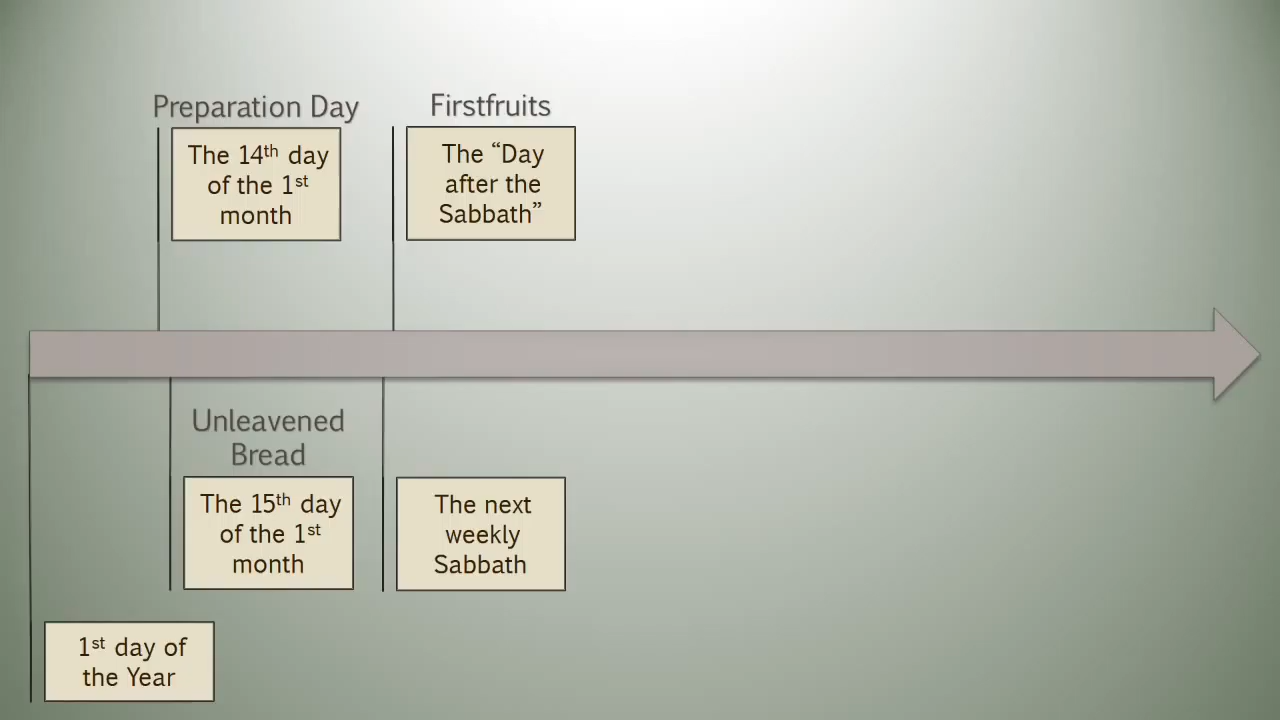 Preparation Day
The 14th day
of the 1st
month
Firstfruits
The “Day
after the
Sabbath”
Unleavened
Bread
The 15th day
of the 1st
month
The next
weekly
Sabbath
1st day of
the Year